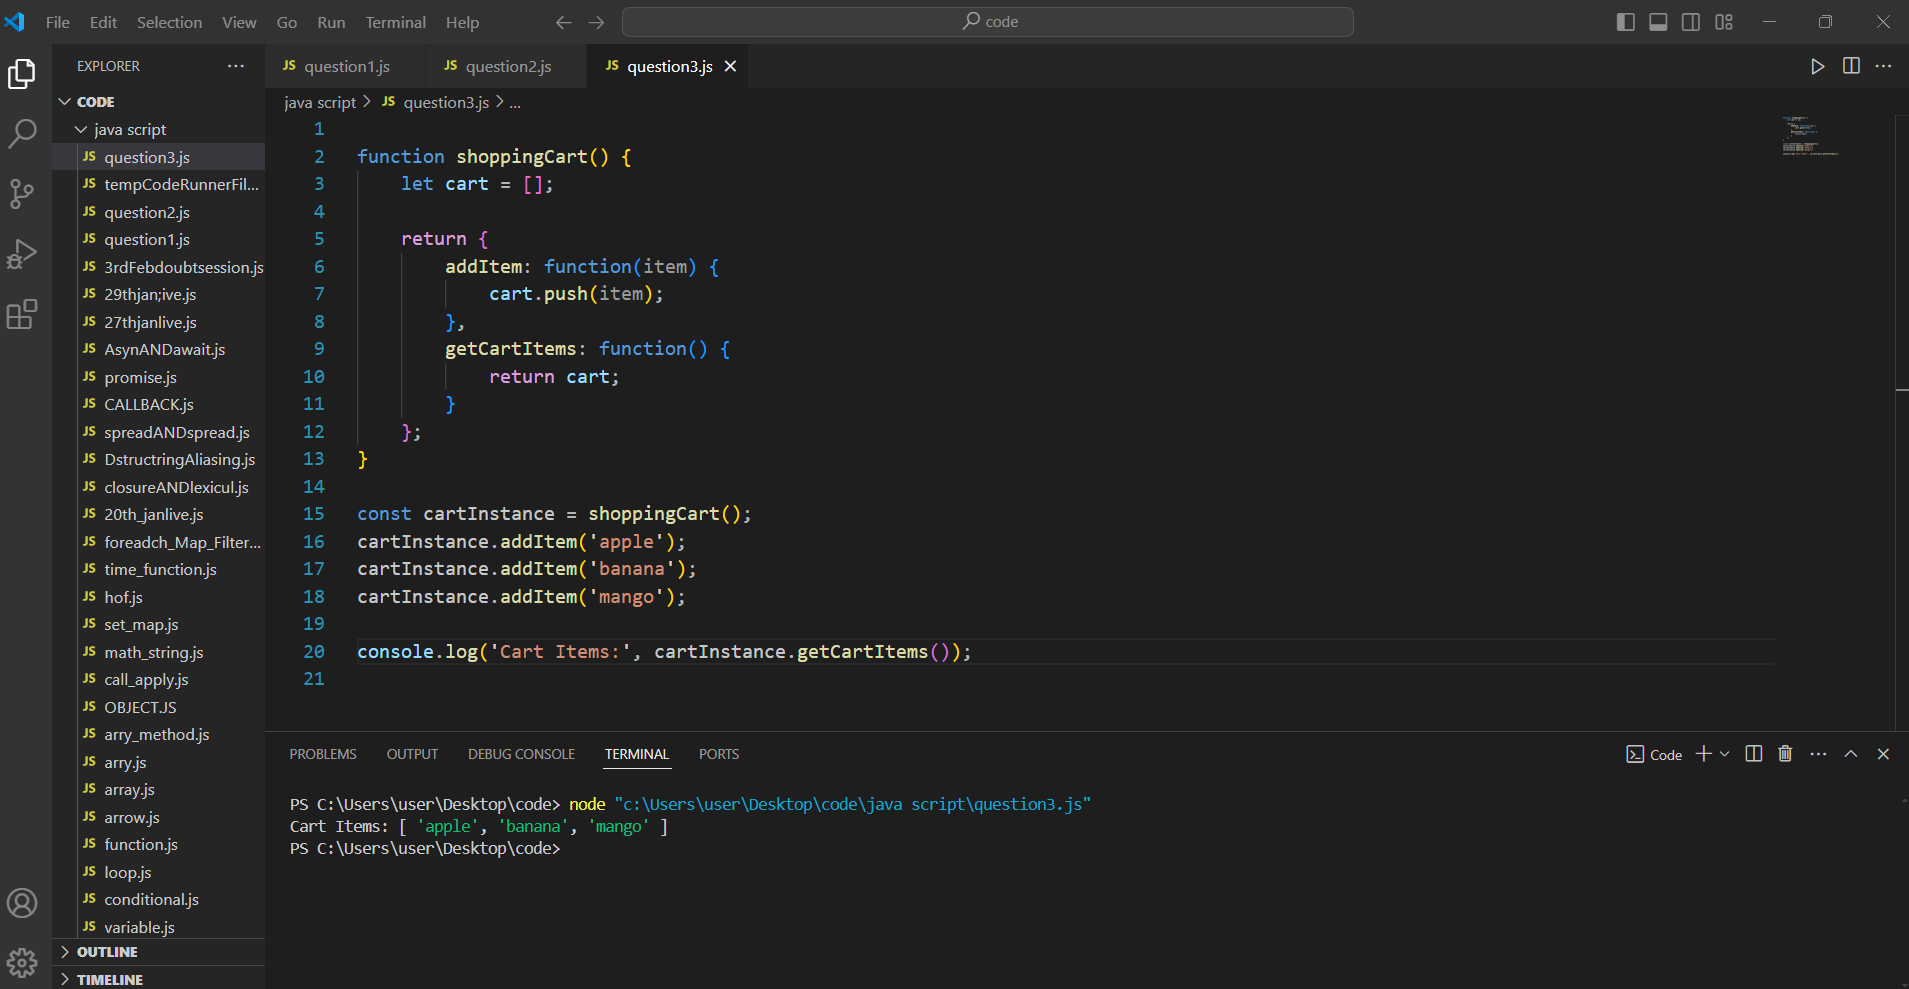 File Edit Selection View Go Run Terminal Help
code
EXPLORER
CODE
java script
JS question3.js
JS tempCodeRunnerFil...
JS question2.js
JS question1.js
JS 3rdFebdoubtsession.js
JS 29thjan;ive.js
JS 27thjanlive.js
JS AsynANDawait.js
JS promise.js
JS CALLBACK.js
JS spreadANDspread.js
JS DstructringAliasing.js
JS closureANDlexicul.js
JS 20th_janlive.js
JS foreadch_Map_Filter...
JS time_function.js
JS hof.js
JS set_map.js
JS math_string.js
JS call_apply.js
JS OBJECT.JS
JS arry_method.js
JS arry.js
JS array.js
JS arrow.js
JS function.js
JS loop.js
JS conditional.js
JS variable.js
OUTLINE
TIMELINE
JS question1.js JS question2.js JS question3.js
java script > JS question3.js > ...
1
2 function shoppingCart() {
3 let cart = [];
4
5 return {
6 addItem: function(item) {
7 cart.push(item);
8 },
9 getCartItems: function() {
10 return cart;
11 }
12 };
13 }
14
15 const cartInstance = shoppingCart();
16 cartInstance.addItem('apple');
17 cartInstance.addItem('banana');
18 cartInstance.addItem('mango');
19
20 console.log('Cart Items:', cartInstance.getCartItems());
21
PROBLEMS OUTPUT DEBUG CONSOLE TERMINAL PORTS
Code
PS C:\Users\user\Desktop\code> node "c:\Users\user\Desktop\code\java script\question3.js"
Cart Items: [ 'apple', 'banana', 'mango' ]
PS C:\Users\user\Desktop\code>